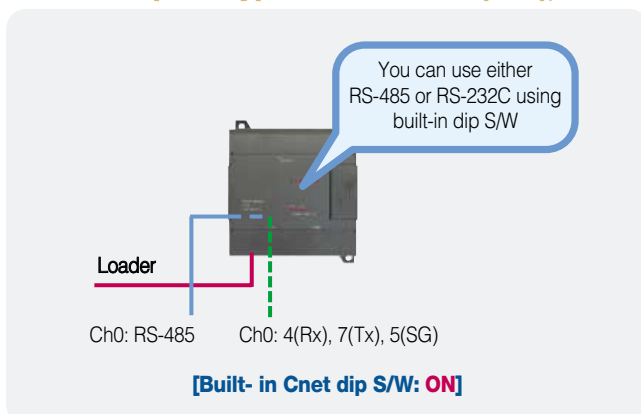 You can use either
RS-485 or RS-232C using
built-in dip S/W
Loader
Ch0: RS-485
Ch0: 4(Rx), 7(Tx), 5(SG)
[Built- in Cnet dip S/W: ON]